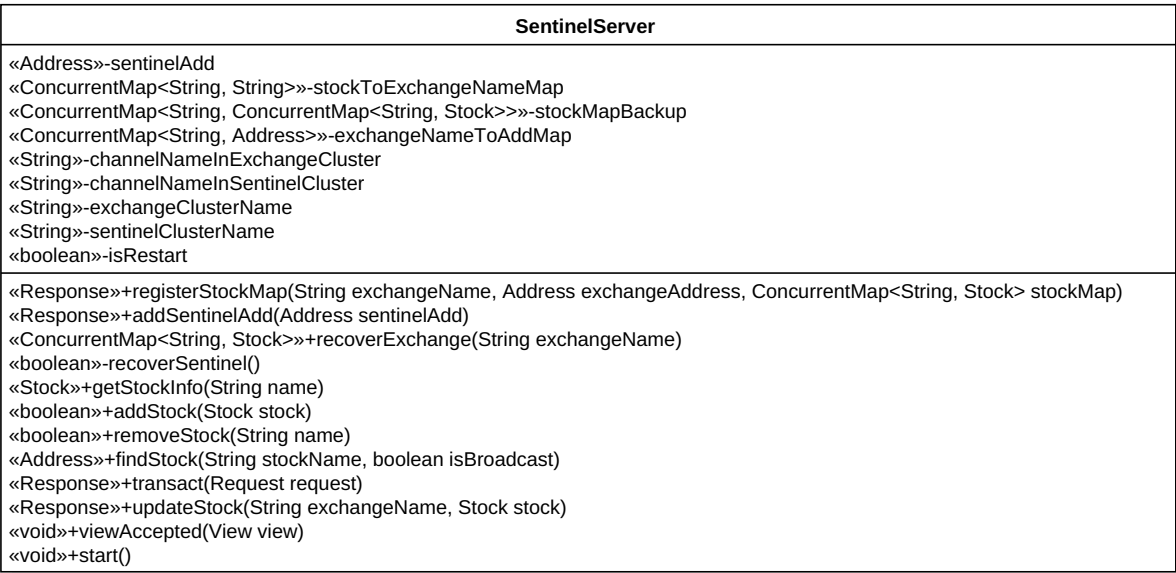 SentinelServer
«Address»-sentinelAdd
«ConcurrentMap<String, String>»-stockToExchangeNameMap
«ConcurrentMap<String, ConcurrentMap<String, Stock>>»-stockMapBackup
«ConcurrentMap<String, Address>»-exchangeNameToAddMap
«String»-channelNameInExchangeCluster
«String»-channelNameInSentinelCluster
«String»-exchangeClusterName
«String»-sentinelClusterName
«boolean»-isRestart
«Response»+registerStockMap(String exchangeName, Address exchangeAddress, ConcurrentMap<String, Stock> stockMap)
«Response»+addSentinelAdd(Address sentinelAdd)
«ConcurrentMap<String, Stock>»+recoverExchange(String exchangeName)
«boolean»-recoverSentinel()
«Stock»+getStockInfo(String name)
«boolean»+addStock(Stock stock)
«boolean»+removeStock(String name)
«Address»+findStock(String stockName, boolean isBroadcast)
«Response»+transact(Request request)
«Response»+updateStock(String exchangeName, Stock stock)
«void»+viewAccepted(View view)
«void»+start()